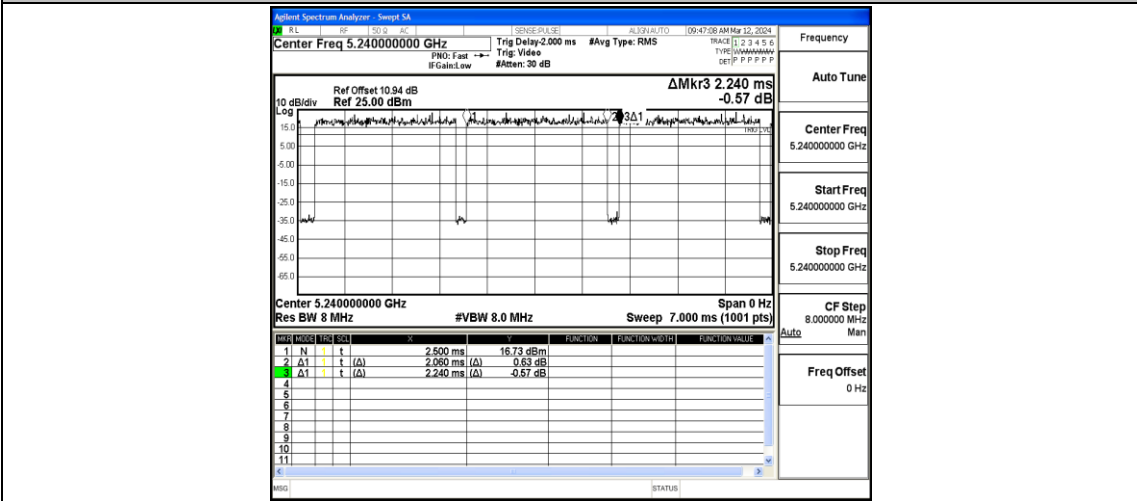 Agilent Spectrum Analyzer - Swept SA
RL RF 50 Ω AC SENSE:PULSE ALIGN AUTO 09:47:08 AM Mar 12, 2024
Center Freq 5.240000000 GHz
PNO: Fast
IFGain:Low
Trig Delay-2.000 ms
Trig: Video
#Atten: 30 dB
#Avg Type: RMS
TRACE 1 2 3 4 5 6
TYPE
DET P P P P P P
ΔMkr3 2.240 ms
-0.57 dB
Ref Offset 10.94 dB
10 dB/div Ref 25.00 dBm
Log
15.0
5.00
-5.00
-15.0
-25.0
-35.0
-45.0
-55.0
-65.0
3Δ1
TRIG LVL
Center 5.240000000 GHz Span 0 Hz
Res BW 8 MHz #VBW 8.0 MHz Sweep 7.000 ms (1001 pts)
MKR MODE TRC SCL X Y FUNCTION FUNCTION WIDTH FUNCTION VALUE
1 N 1 t 2.500 ms 16.73 dBm
2 Δ1 1 t (Δ) 2.060 ms (Δ) 0.63 dB
3 Δ1 1 t (Δ) 2.240 ms (Δ) -0.57 dB
4
5
6
7
8
9
10
11
MSG STATUS
Frequency
Auto Tune
Center Freq
5.240000000 GHz
Start Freq
5.240000000 GHz
Stop Freq
5.240000000 GHz
CF Step
8.000000 MHz
Auto Man
Freq Offset
0 Hz